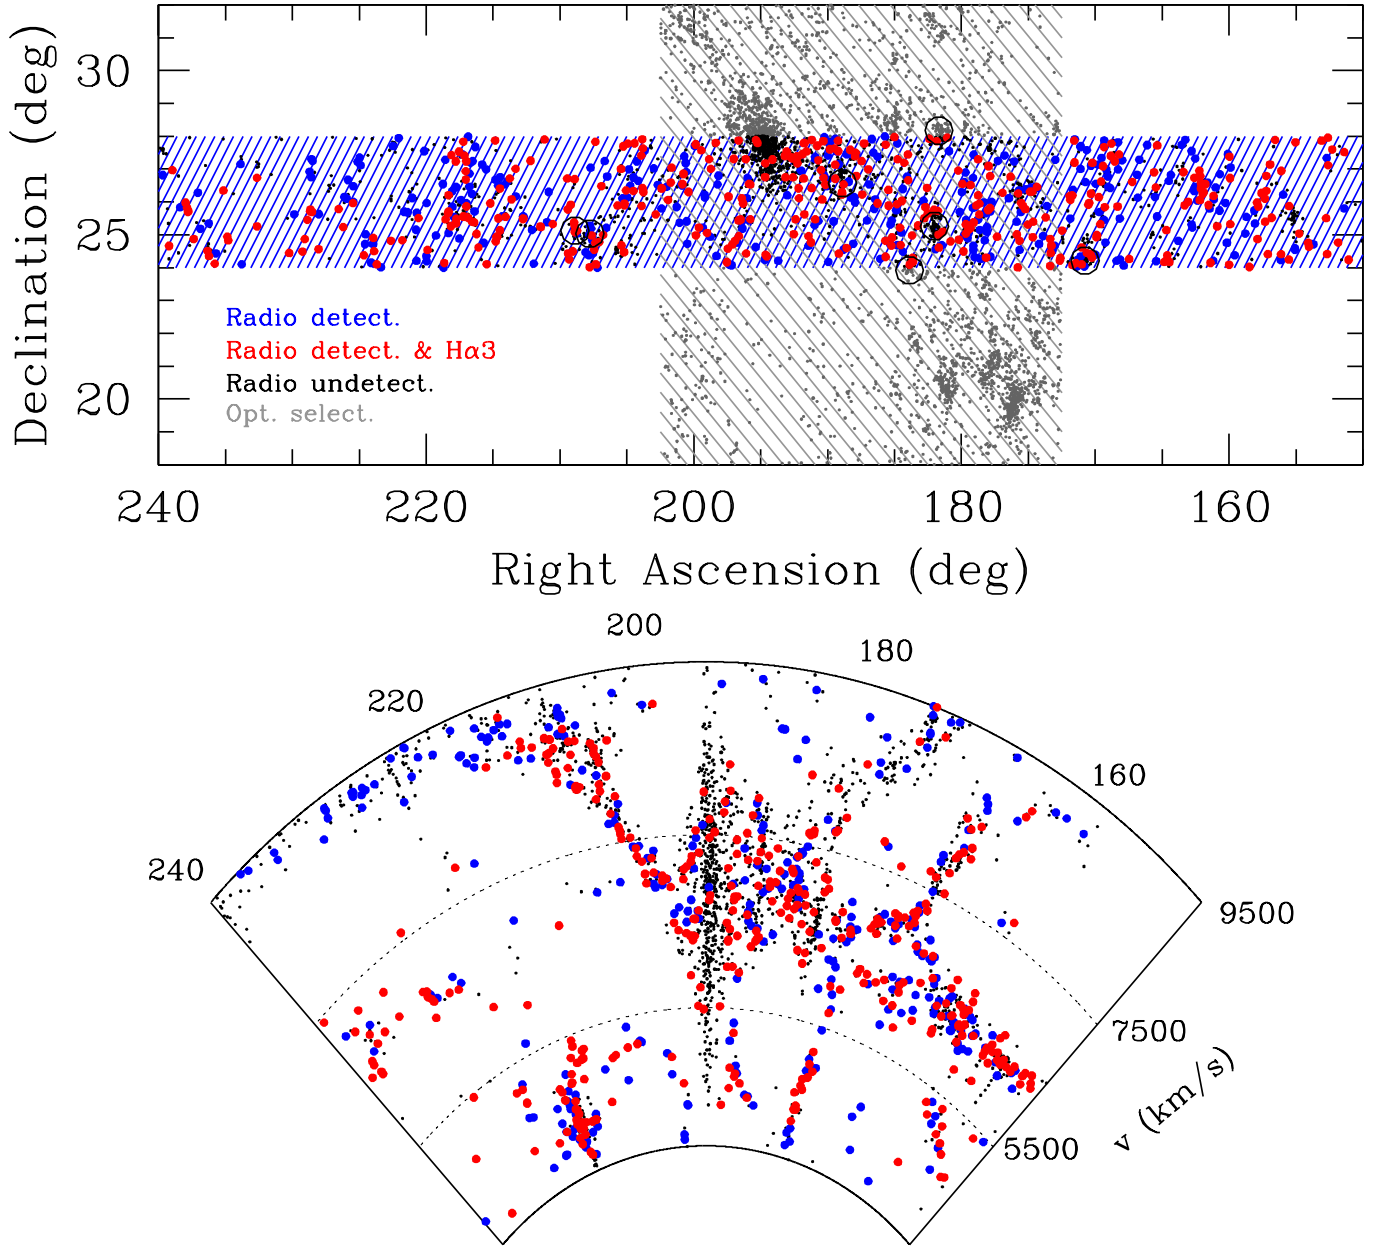 Declination (deg)
30
25
20
Radio detect.
Radio detect. & Hα3
Radio undetect.
Opt. select.
240
220
200
180
160
Right Ascension (deg)
200
180
220
160
240
9500
7500
5500
v (km/s)